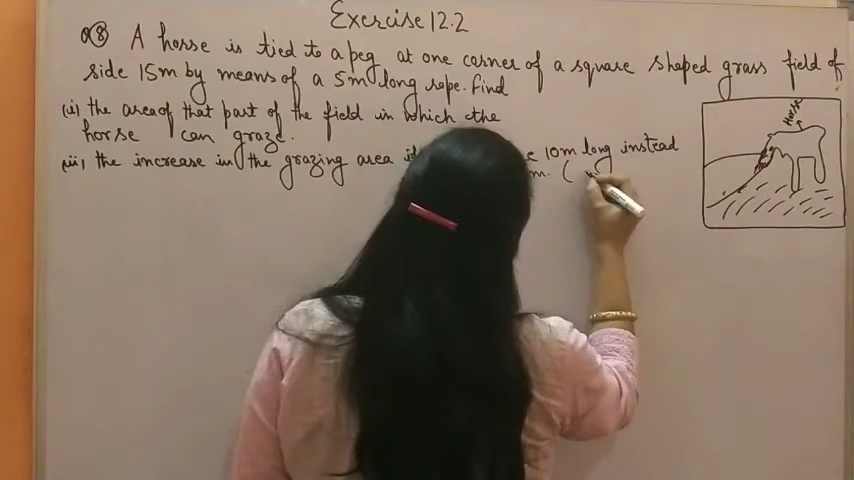 Exercise 12.2
Q8 A horse is tied to a peg at one corner of a square shaped grass field of
side 15m by means of a 5m long rope. Find
(i) the area of that part of the field in which the
horse can graze.
(ii) the increase in the grazing area 10m long instead
m. (
Horse